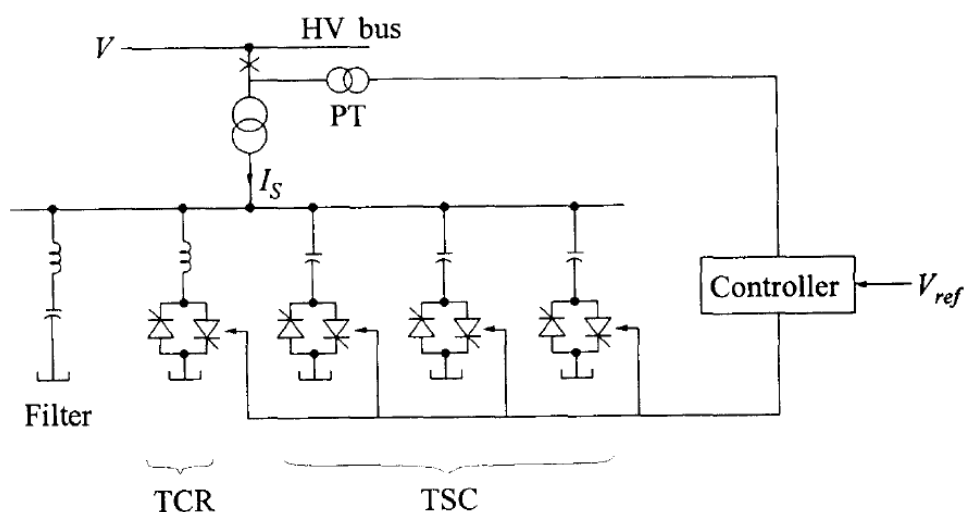 HV bus
V
PT
I_S
Controller
V_ref
Filter
TCR
TSC